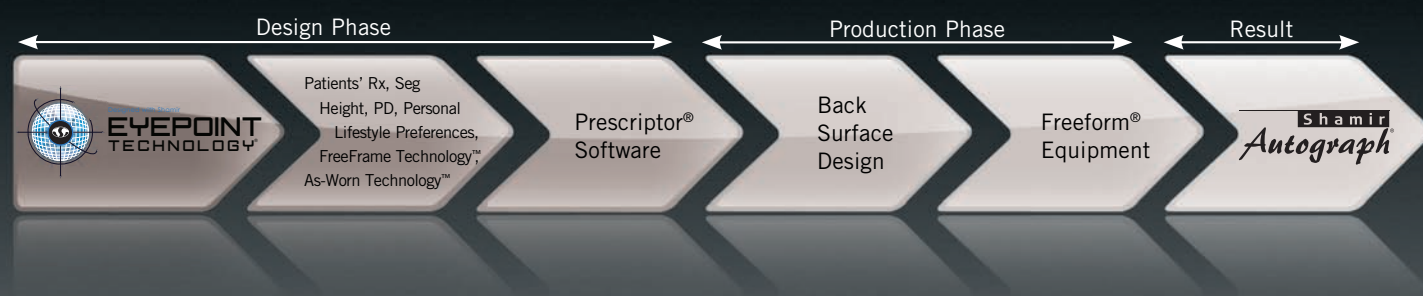 Design Phase
Production Phase
Result
EYEPOINT
TECHNOLOGY®
Patients' Rx, Seg
Height, PD, Personal
Lifestyle Preferences,
FreeFrame Technology™,
As-Worn Technology™
Prescriptor®
Software
Back
Surface
Design
Freeform®
Equipment
Shamir
Autograph®